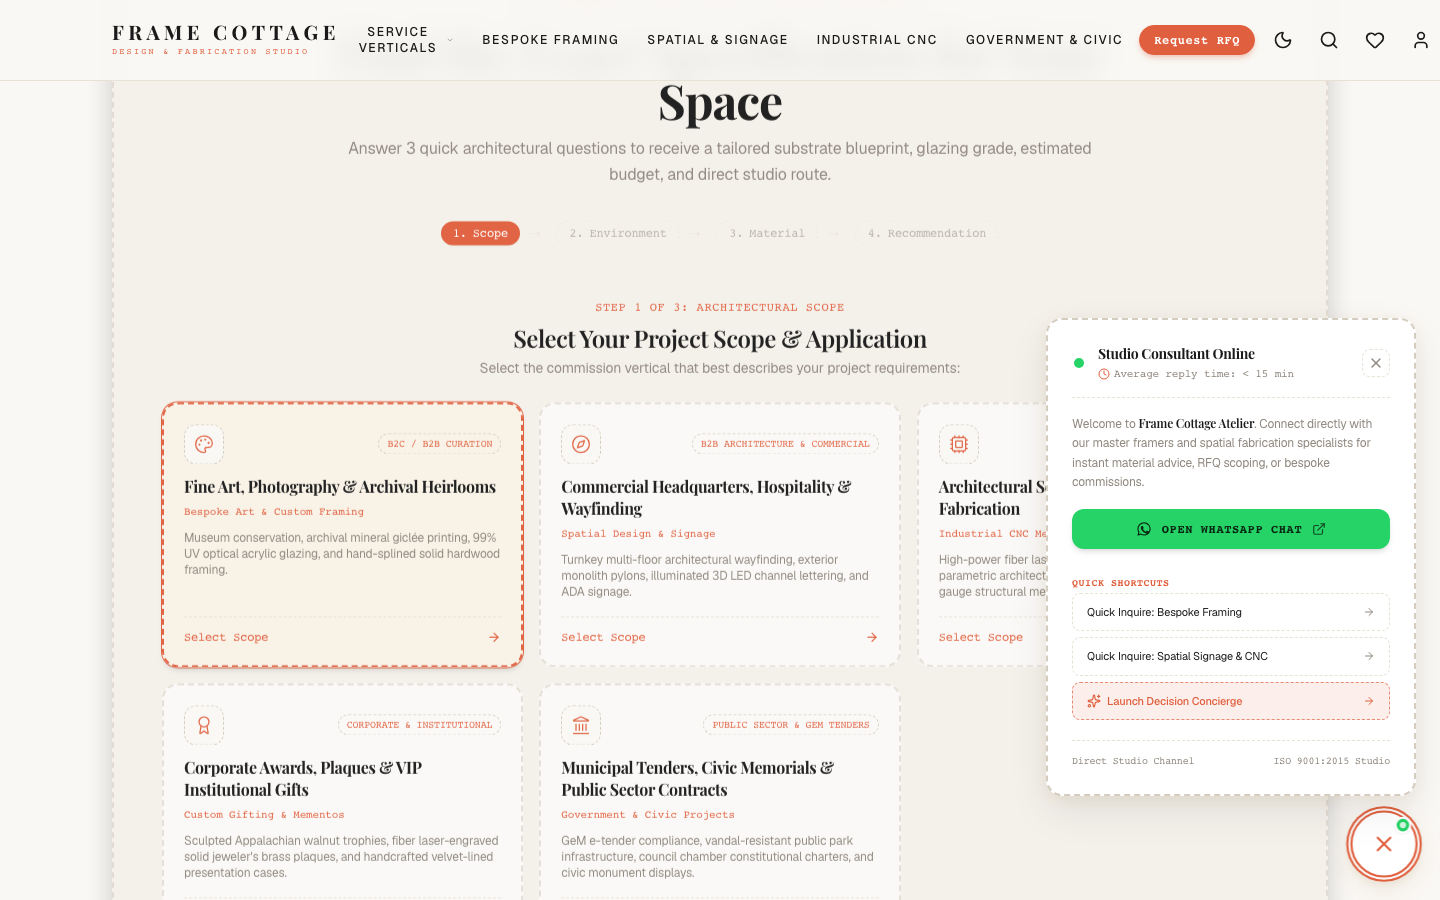 FRAME COTTAGE
DESIGN & FABRICATION STUDIO
SERVICE
VERTICALS
BESPOKE FRAMING
SPATIAL & SIGNAGE
INDUSTRIAL CNC
GOVERNMENT & CIVIC
Request RFQ
Space
Answer 3 quick architectural questions to receive a tailored substrate blueprint, glazing grade, estimated
budget, and direct studio route.
1. Scope
2. Environment
3. Material
4. Recommendation
STEP 1 OF 3: ARCHITECTURAL SCOPE
Select Your Project Scope & Application
Select the commission vertical that best describes your project requirements:
B2C / B2B CURATION
Fine Art, Photography & Archival Heirlooms
Bespoke Art & Custom Framing
Museum conservation, archival mineral giclée printing, 99%
UV optical acrylic glazing, and hand-splined solid hardwood
framing.
Select Scope
B2B ARCHITECTURE & COMMERCIAL
Commercial Headquarters, Hospitality &
Wayfinding
Spatial Design & Signage
Turnkey multi-floor architectural wayfinding, exterior
monolith pylons, illuminated 3D LED channel lettering, and
ADA signage.
Select Scope
Architectural
Fabrication
Industrial CNC
High-power fiber
parametric
gauge structural
Select Scope
CORPORATE & INSTITUTIONAL
Corporate Awards, Plaques & VIP
Institutional Gifts
Custom Gifting & Mementos
Sculpted Appalachian walnut trophies, fiber laser-engraved
solid jeweler's brass plaques, and handcrafted velvet-lined
presentation cases.
PUBLIC SECTOR & GEM TENDERS
Municipal Tenders, Civic Memorials &
Public Sector Contracts
Government & Civic Projects
GeM e-tender compliance, vandal-resistant public park
infrastructure, council chamber constitutional charters, and
civic monument displays.
Studio Consultant Online
Average reply time: < 15 min
Welcome to Frame Cottage Atelier. Connect directly with
our master framers and spatial fabrication specialists for
instant material advice, RFQ scoping, or bespoke
commissions.
OPEN WHATSAPP CHAT
QUICK SHORTCUTS
Quick Inquire: Bespoke Framing
Quick Inquire: Spatial Signage & CNC
Launch Decision Concierge
Direct Studio Channel
ISO 9001:2015 Studio